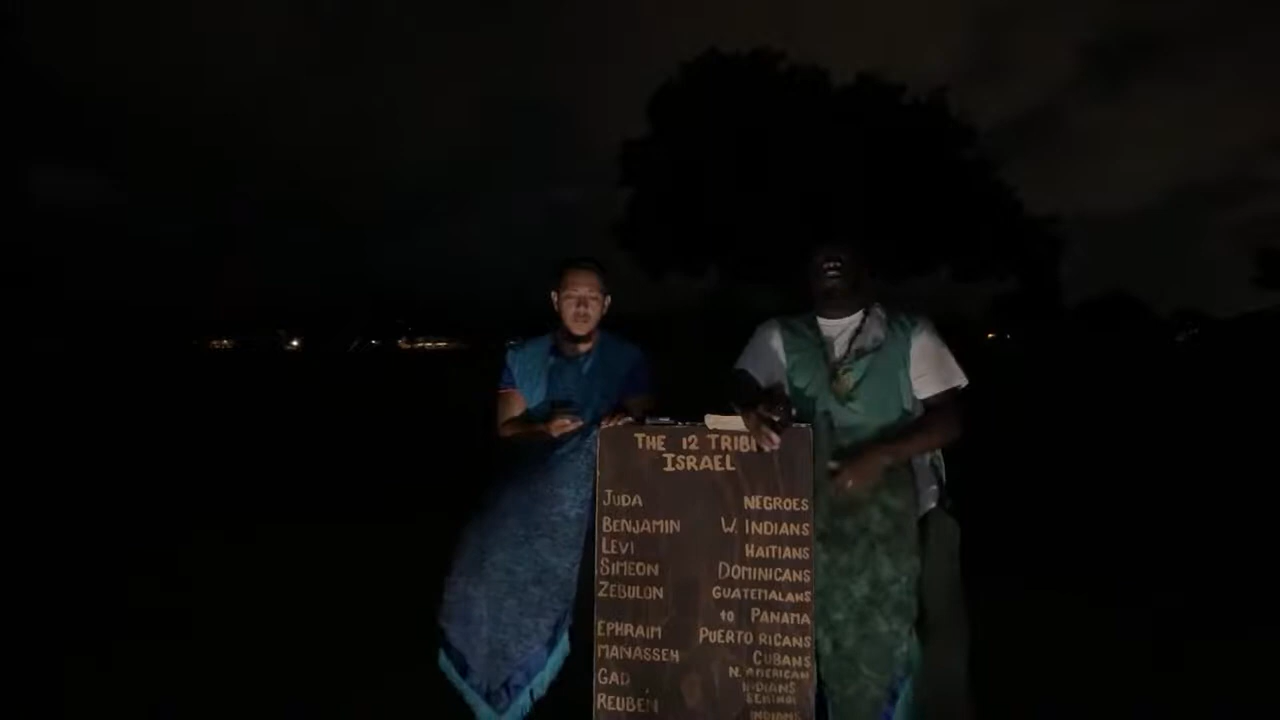 THE 12 TRIB
ISRAEL
JUDA NEGROES
BENJAMIN W. INDIANS
LEVI HAITIANS
SIMEON DOMINICANS
ZEBULON GUATEMALANS
to PANAMA
EPHRAIM PUERTO RICANS
MANASSEH CUBANS
GAD N. AMERICAN
INDIANS
REUBEN SEMINOL
INDIANS